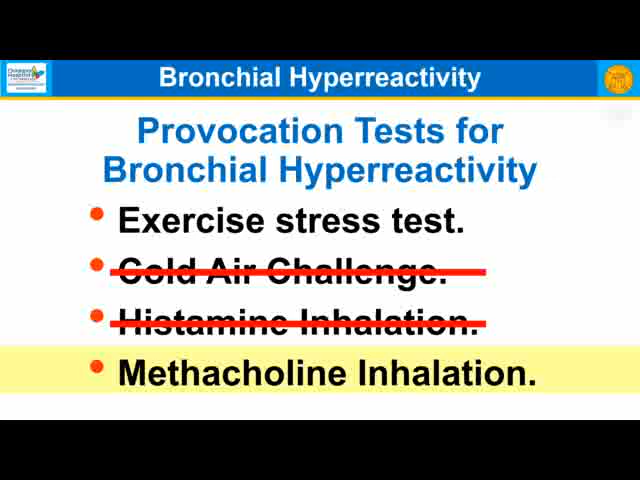 Bronchial Hyperreactivity
Provocation Tests for
Bronchial Hyperreactivity
• Exercise stress test.
• Cold Air Challenge.
• Histamine Inhalation.
• Methacholine Inhalation.